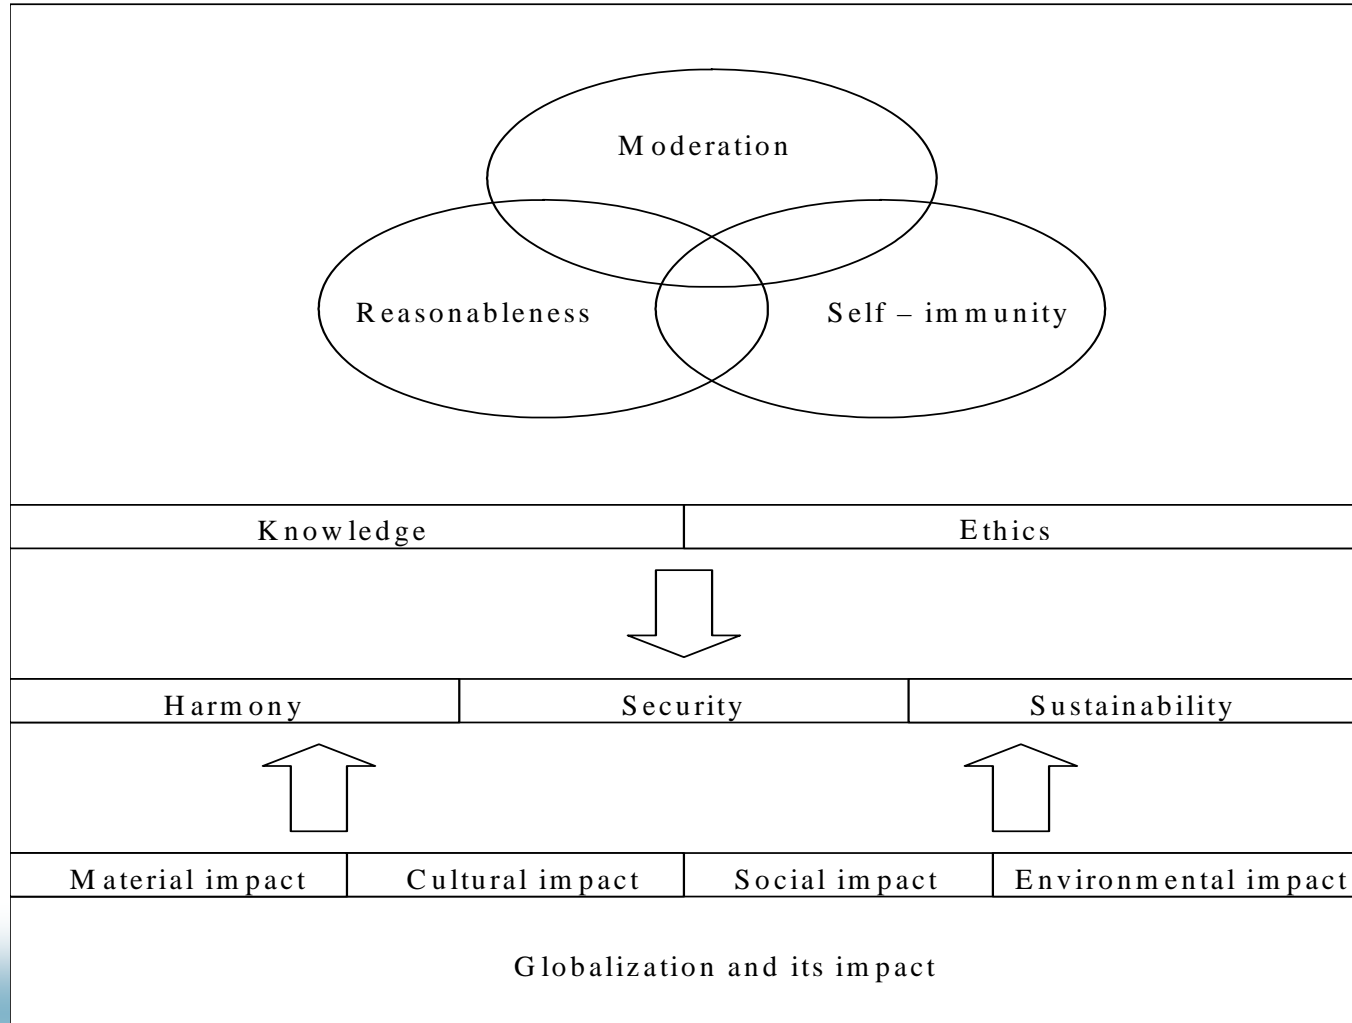 Moderation
Reasonableness
Self – immunity
Knowledge
Ethics
Harmony
Security
Sustainability
Material impact
Cultural impact
Social impact
Environmental impact
Globalization and its impact